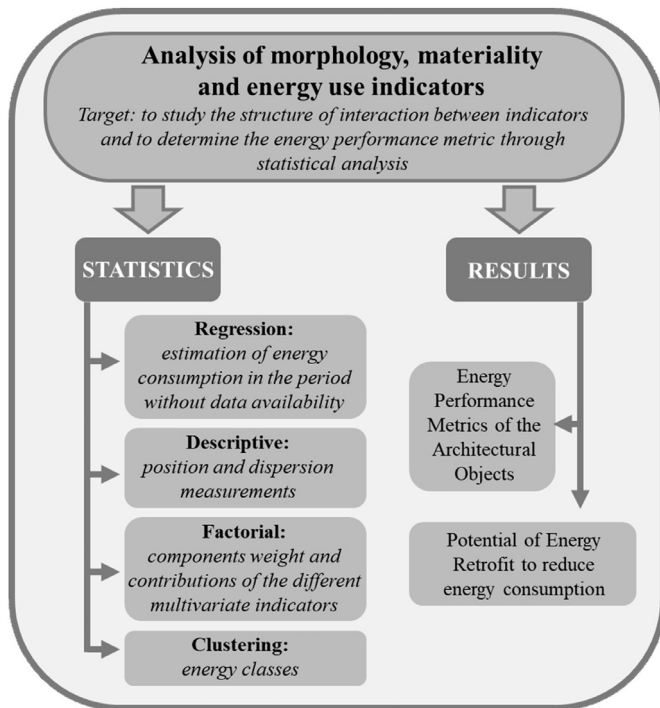 Analysis of morphology, materiality
and energy use indicators
Target: to study the structure of interaction between indicators
and to determine the energy performance metric through
statistical analysis
STATISTICS
Regression:
estimation of energy
consumption in the period
without data availability
Descriptive:
position and dispersion
measurements
Factorial:
components weight and
contributions of the different
multivariate indicators
Clustering:
energy classes
RESULTS
Energy
Performance
Metrics of the
Architectural
Objects
Potential of Energy
Retrofit to reduce
energy consumption